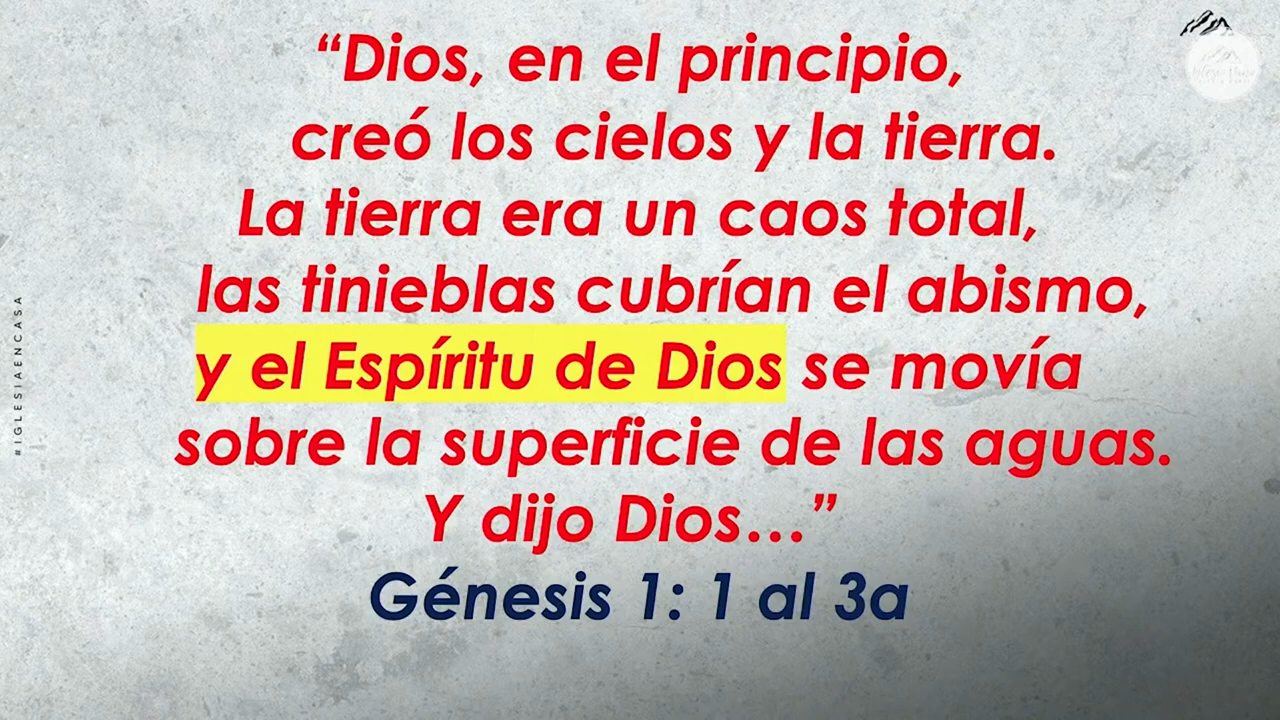 “Dios, en el principio,
creó los cielos y la tierra.
La tierra era un caos total,
las tinieblas cubrían el abismo,
y el Espíritu de Dios se movía
sobre la superficie de las aguas.
Y dijo Dios...”
Génesis 1: 1 al 3a
#IGLESIAENCASA